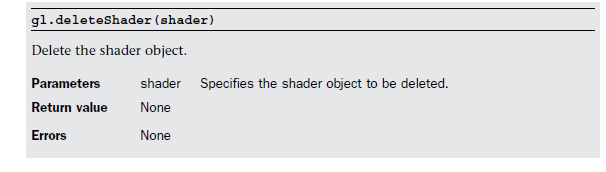 gl.deleteShader(shader)
Delete the shader object.
Parameters shader Specifies the shader object to be deleted.
Return value None
Errors None